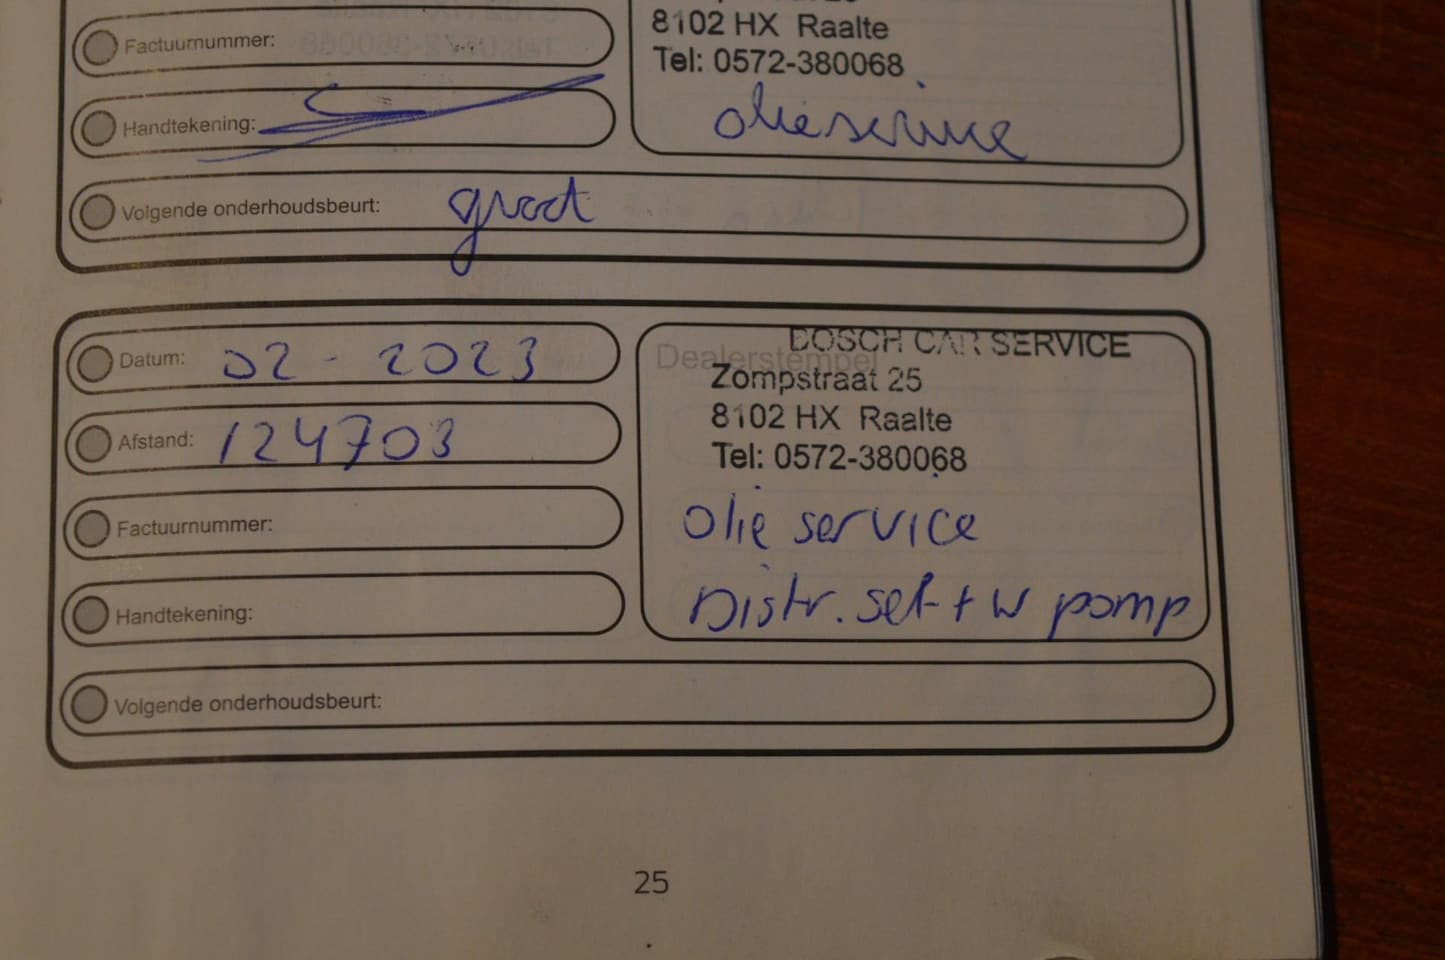 Factuurnummer:
8102 HX Raalte
Tel: 0572-380068
Handtekening:
olieservice
Volgende onderhoudsbeurt: groot
Datum: 02 - 2023
Dealerstempel
BOSCH CAR SERVICE
Zompstraat 25
8102 HX Raalte
Tel: 0572-380068
Afstand: 124703
Factuurnummer:
olie service
Handtekening:
Distr. set + w pomp
Volgende onderhoudsbeurt:
25